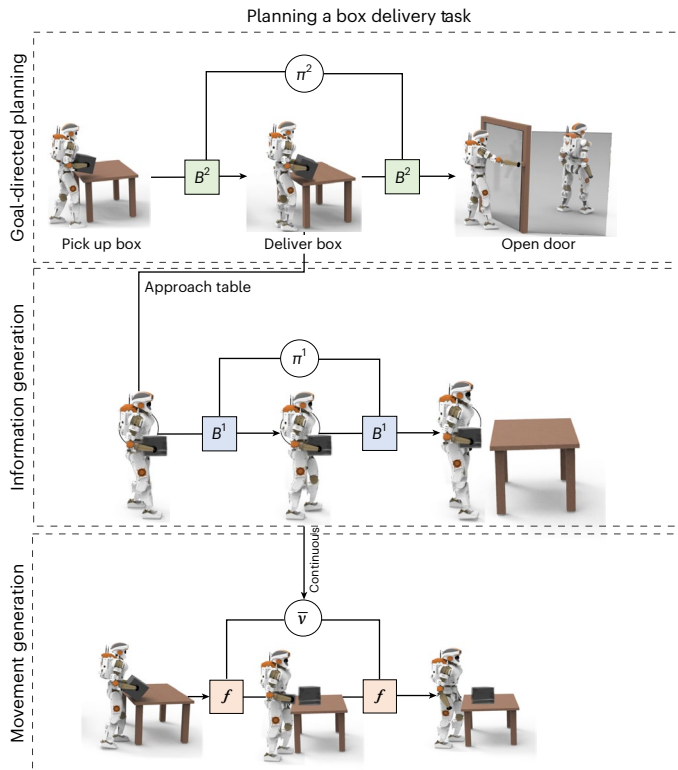 Planning a box delivery task
Goal-directed planning
π²
B²
B²
Pick up box
Deliver box
Open door
Information generation
Approach table
π¹
B¹
B¹
Movement generation
Continuous
v̅
f
f